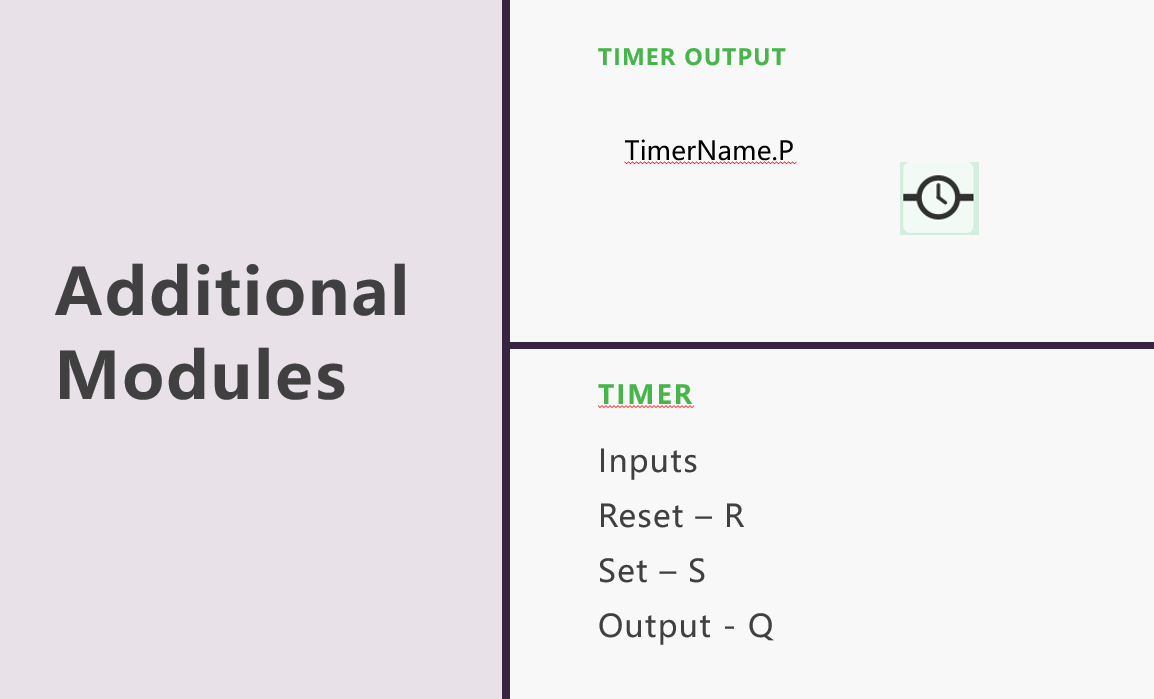 Additional
Modules
TIMER OUTPUT
TimerName.P
TIMER
Inputs
Reset – R
Set – S
Output - Q